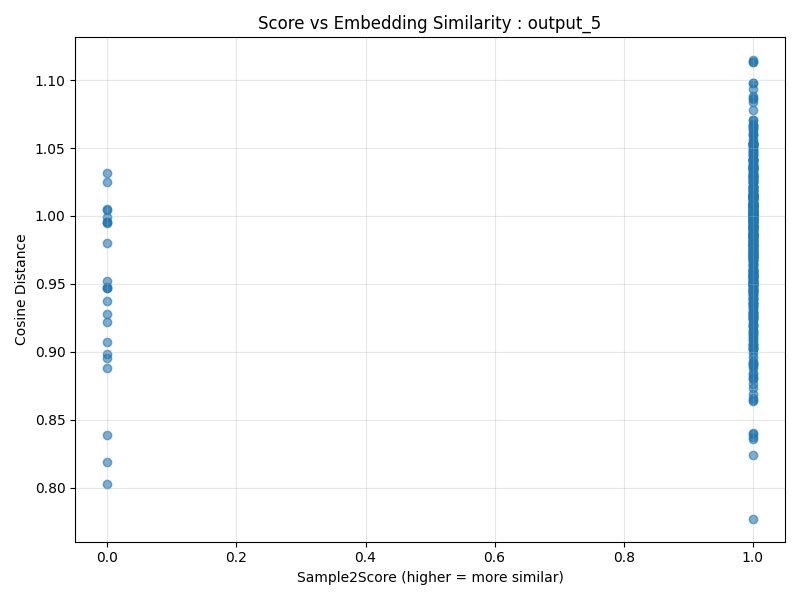 Score vs Embedding Similarity : output_5
Cosine Distance
1.10
1.05
1.00
0.95
0.90
0.85
0.80
0.0 0.2 0.4 0.6 0.8 1.0
Sample2Score (higher = more similar)